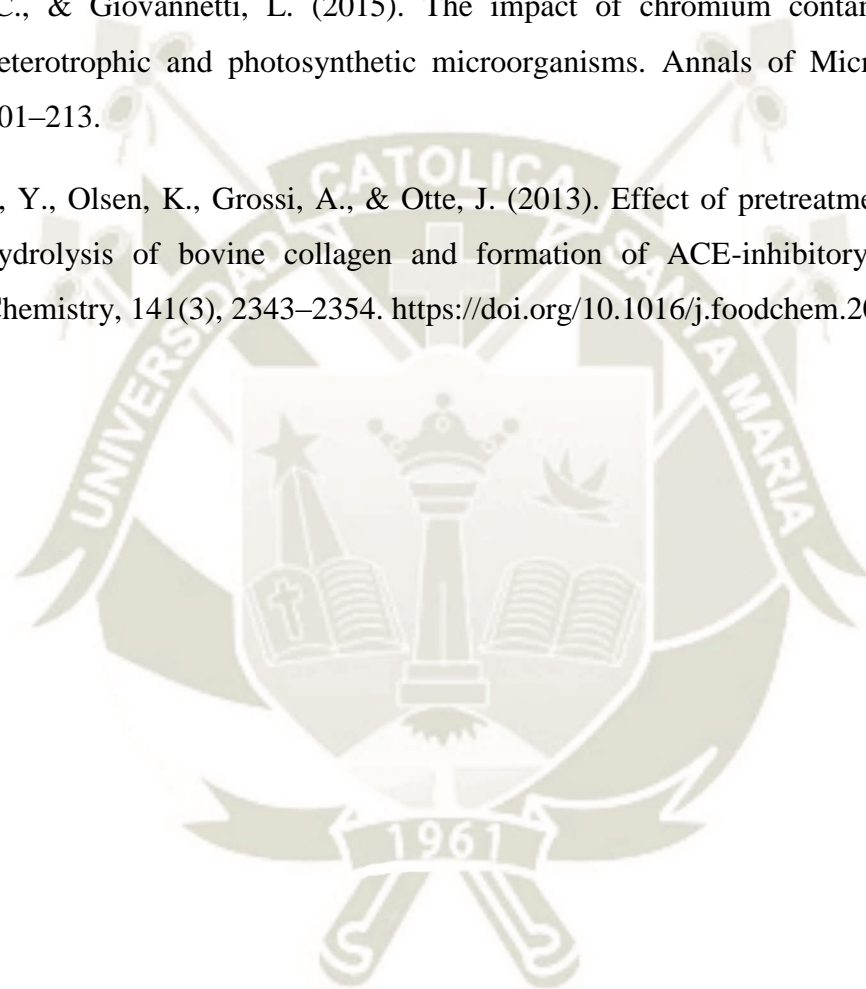 C., & Giovannetti, L. (2015). The impact of chromium contam
eterotrophic and photosynthetic microorganisms. Annals of Micr
01–213.
, Y., Olsen, K., Grossi, A., & Otte, J. (2013). Effect of pretreatme
ydrolysis of bovine collagen and formation of ACE-inhibitory
Chemistry, 141(3), 2343–2354. https://doi.org/10.1016/j.foodchem.20
UNIVERSIDAD CATOLICA SANTA MARIA
1961